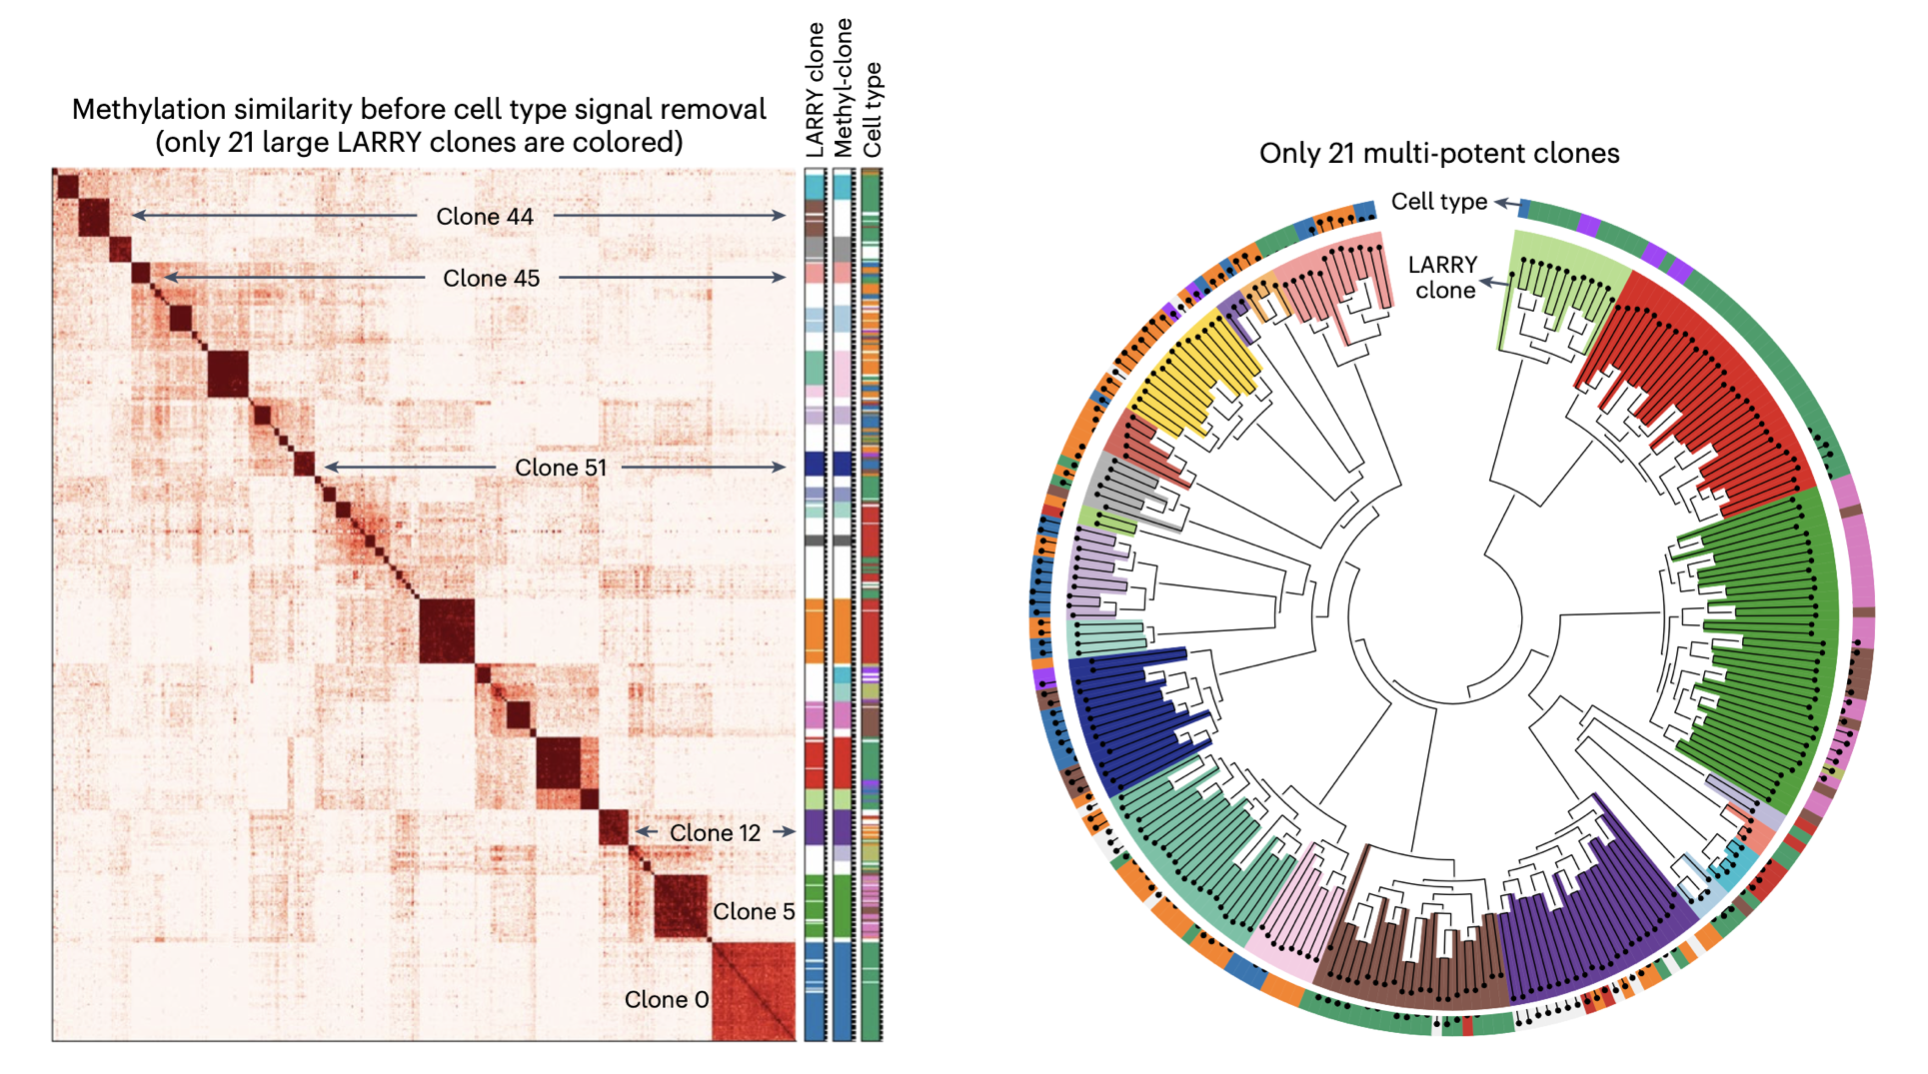 Methylation similarity before cell type signal removal
(only 21 large LARRY clones are colored)
LARRY clone
Methyl-clone
Cell type
Clone 44
Clone 45
Clone 51
Clone 12
Clone 5
Clone 0
Only 21 multi-potent clones
Cell type
LARRY
clone